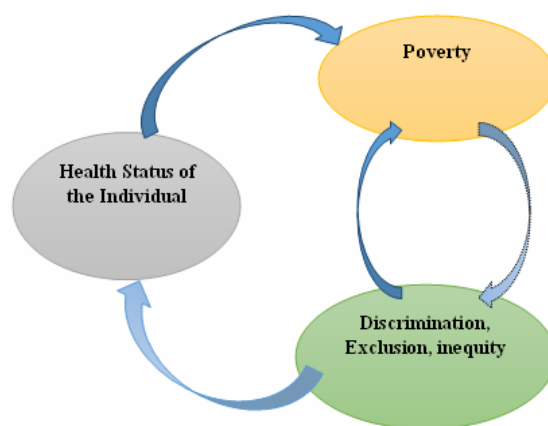 Poverty
Health Status of
the Individual
Discrimination,
Exclusion, inequity